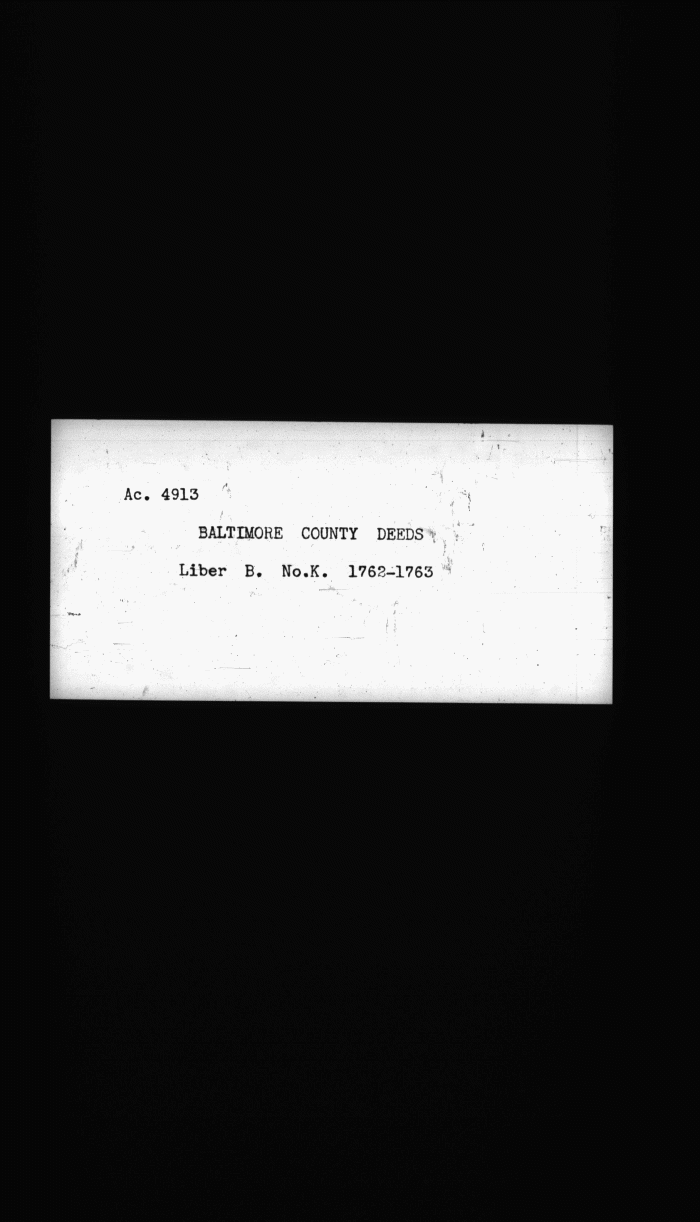 Ac. 4913
BALTIMORE COUNTY DEEDS
Liber B. No.K. 1762-1763